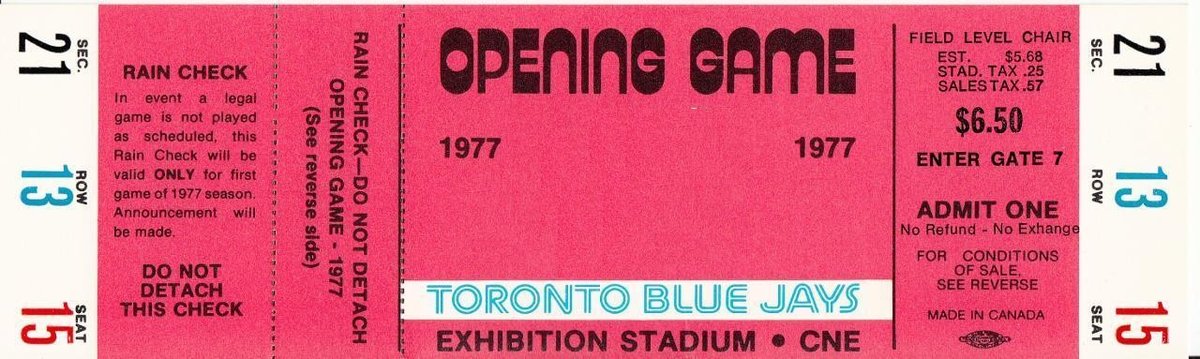 SEC.
21
ROW
13
SEAT
15
RAIN CHECK
In event a legal
game is not played
as scheduled, this
Rain Check will be
valid ONLY for first
game of 1977 season.
Announcement will
be made.
DO NOT
DETACH
THIS CHECK
RAIN CHECK—DO NOT DETACH
OPENING GAME - 1977
(See reverse side)
OPENING GAME
1977 1977
TORONTO BLUE JAYS
EXHIBITION STADIUM • CNE
FIELD LEVEL CHAIR
EST. $5.68
STAD. TAX .25
SALES TAX .57
$6.50
ENTER GATE 7
ADMIT ONE
No Refund - No Exhange
FOR CONDITIONS
OF SALE,
SEE REVERSE
MADE IN CANADA
SEC.
21
ROW
13
SEAT
15